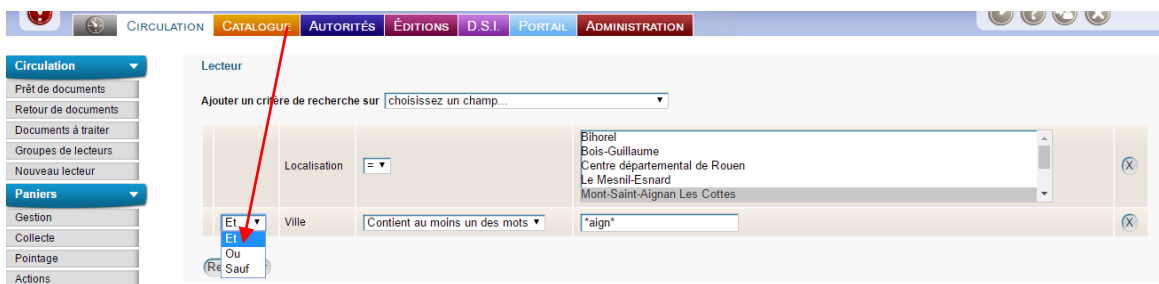 CIRCULATION CATALOGUE AUTORITÉS ÉDITIONS D.S.I. PORTAIL ADMINISTRATION
Circulation
Prêt de documents
Retour de documents
Documents à traiter
Groupes de lecteurs
Nouveau lecteur
Paniers
Gestion
Collecte
Pointage
Actions
Lecteur
Ajouter un critère de recherche sur choisissez un champ...
Localisation =
Bihorel
Bois-Guillaume
Centre départemental de Rouen
Le Mesnil-Esnard
Mont-Saint-Aignan Les Cottes
X
Et Ville Contient au moins un des mots *aign* X
Et
Ou
Sauf